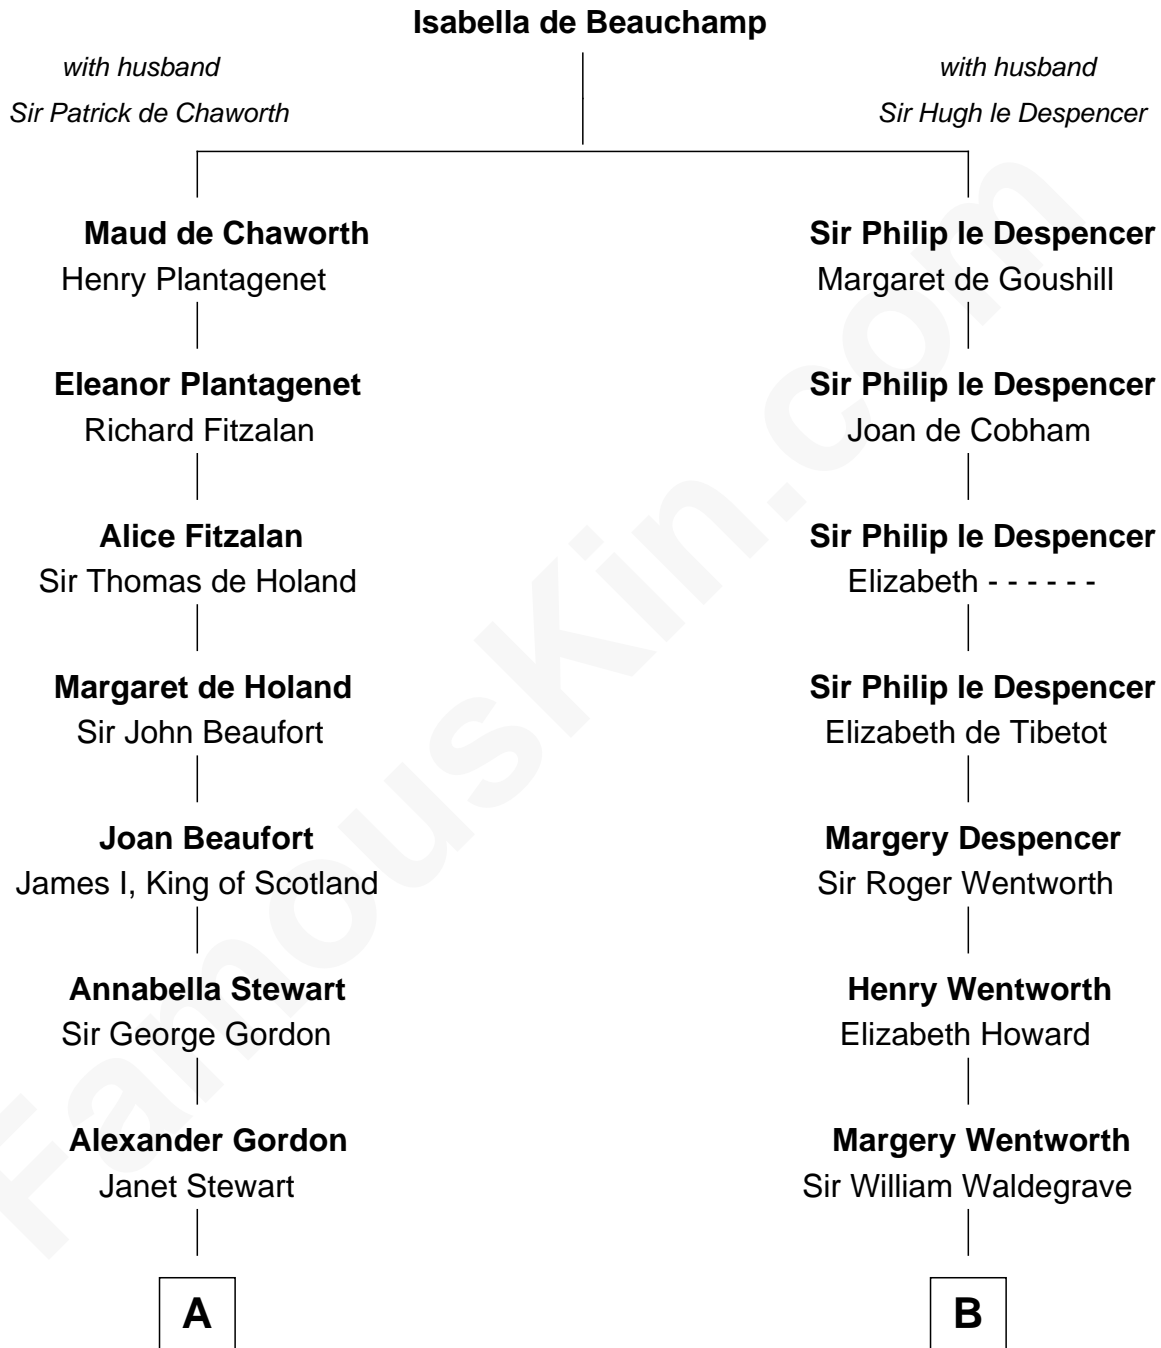 Isabella de Beauchamp
with husband
Sir Patrick de Chaworth
with husband
Sir Hugh le Despencer
Maud de Chaworth
Henry Plantagenet
Sir Philip le Despencer
Margaret de Goushill
Eleanor Plantagenet
Richard Fitzalan
Sir Philip le Despencer
Joan de Cobham
Alice Fitzalan
Sir Thomas de Holand
Sir Philip le Despencer
Elizabeth - - - - - -
Margaret de Holand
Sir John Beaufort
Sir Philip le Despencer
Elizabeth de Tibetot
Joan Beaufort
James I, King of Scotland
Margery Despencer
Sir Roger Wentworth
Annabella Stewart
Sir George Gordon
Henry Wentworth
Elizabeth Howard
Alexander Gordon
Janet Stewart
Margery Wentworth
Sir William Waldegrave
A
B
FamousKin.com